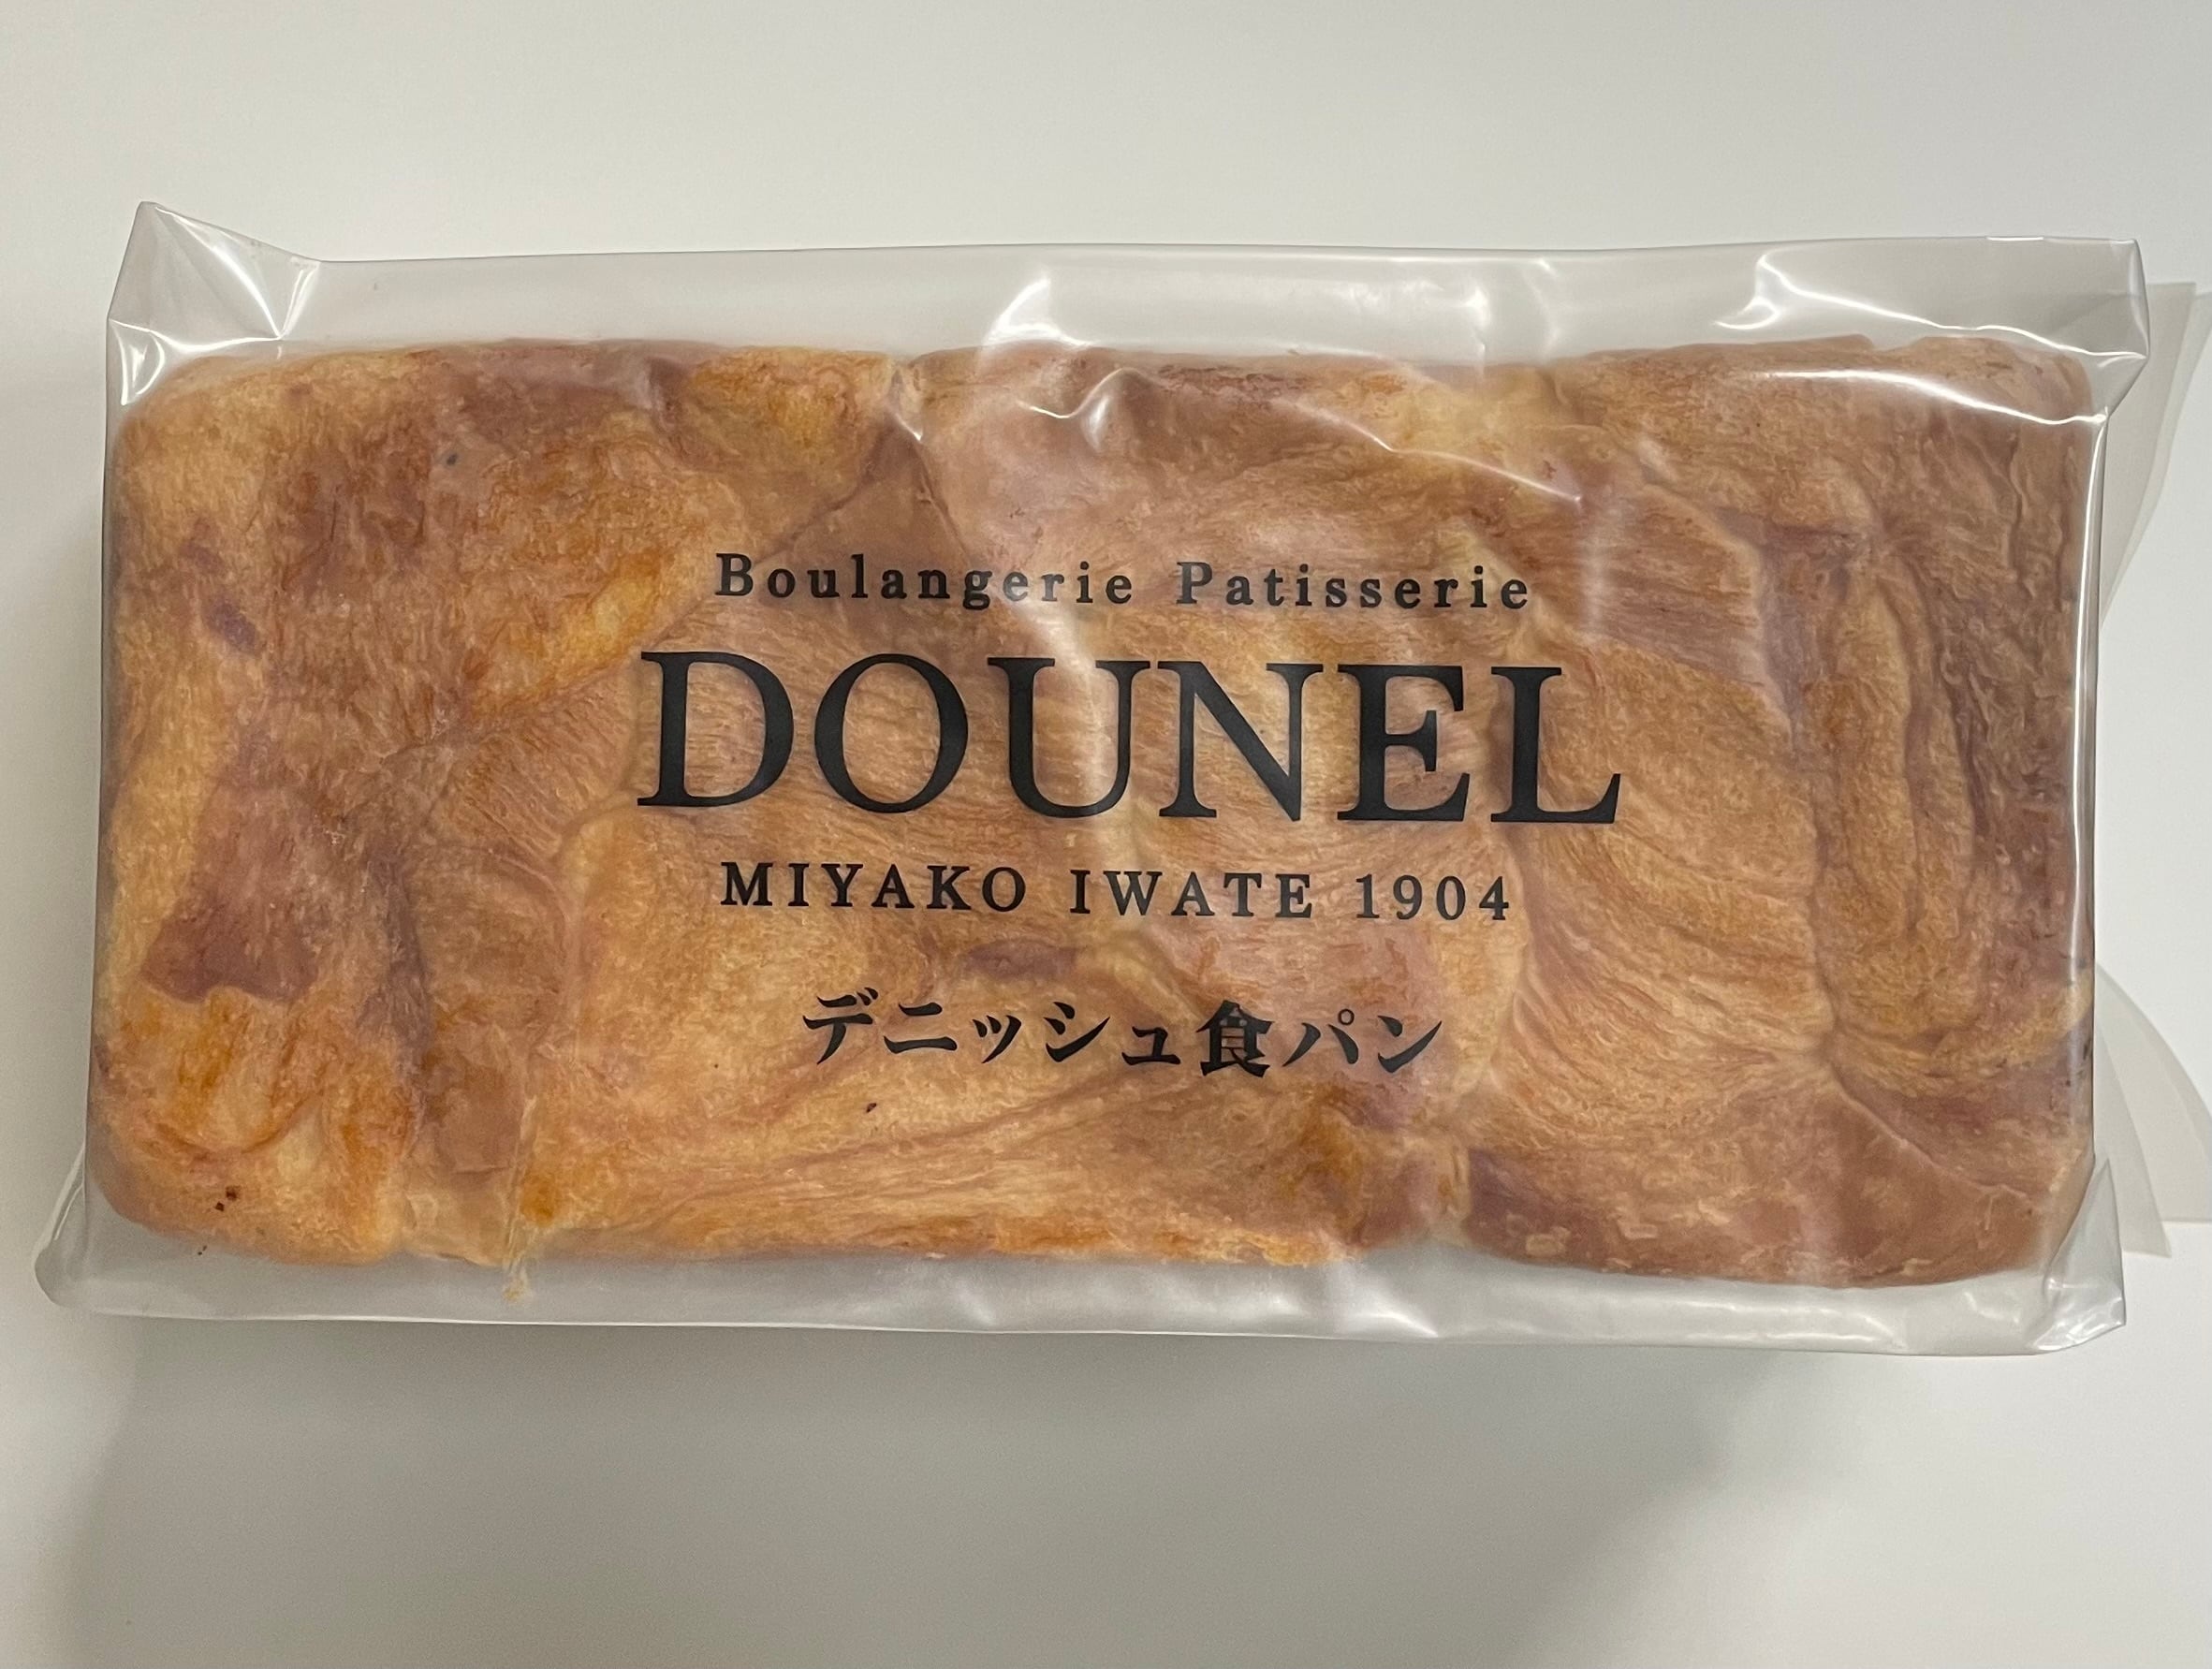 Boulangerie Patisserie
DOUNEL
MIYAKO IWATE 1904
デニッシュ食パン